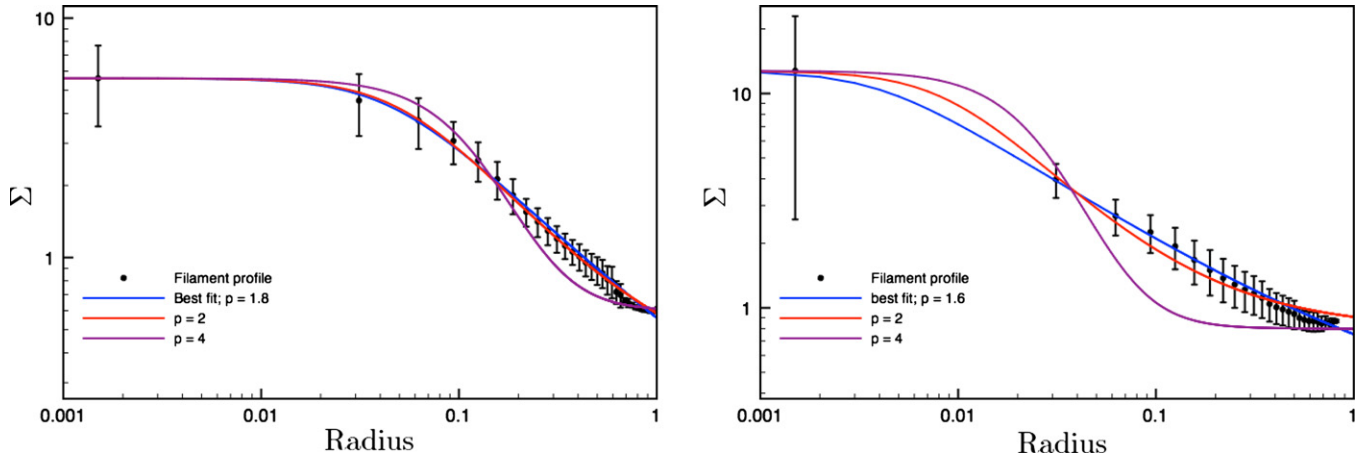 10
1
Σ
Filament profile
Best fit; p = 1.8
p = 2
p = 4
0.001 0.01 0.1 1
Radius
10
1
Σ
Filament profile
best fit; p = 1.6
p = 2
p = 4
0.001 0.01 0.1 1
Radius